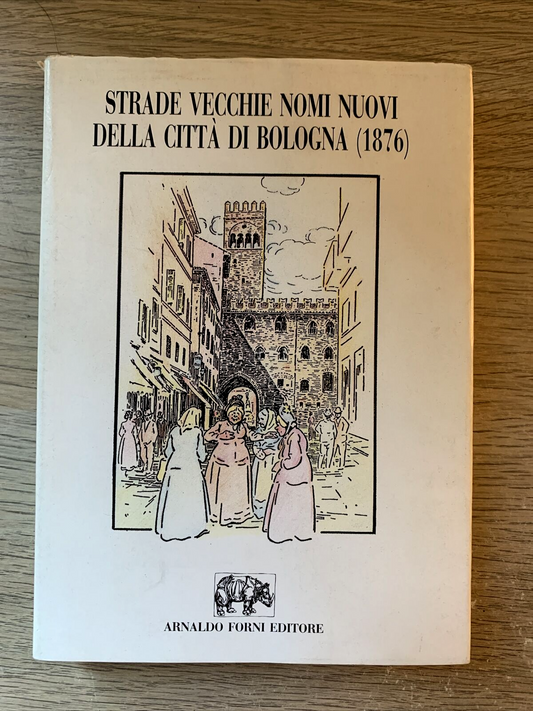 STRADE VECCHIE NOMI NUOVI
DELLA CITTÀ DI BOLOGNA (1876)
ARNALDO FORNI EDITORE